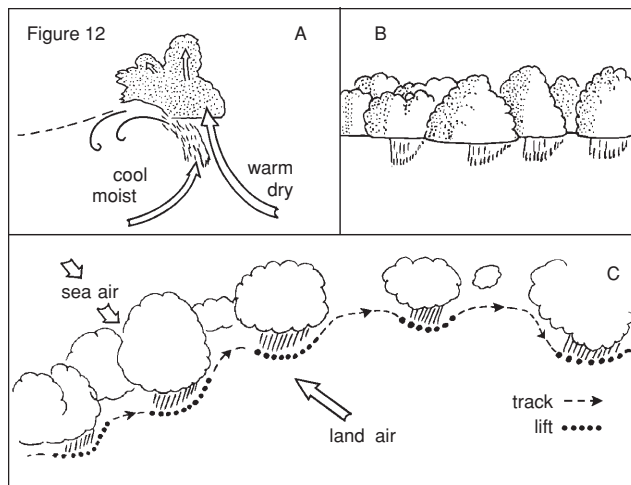 Figure 12
A
cool
moist
warm
dry
B
C
sea air
land air
track
lift